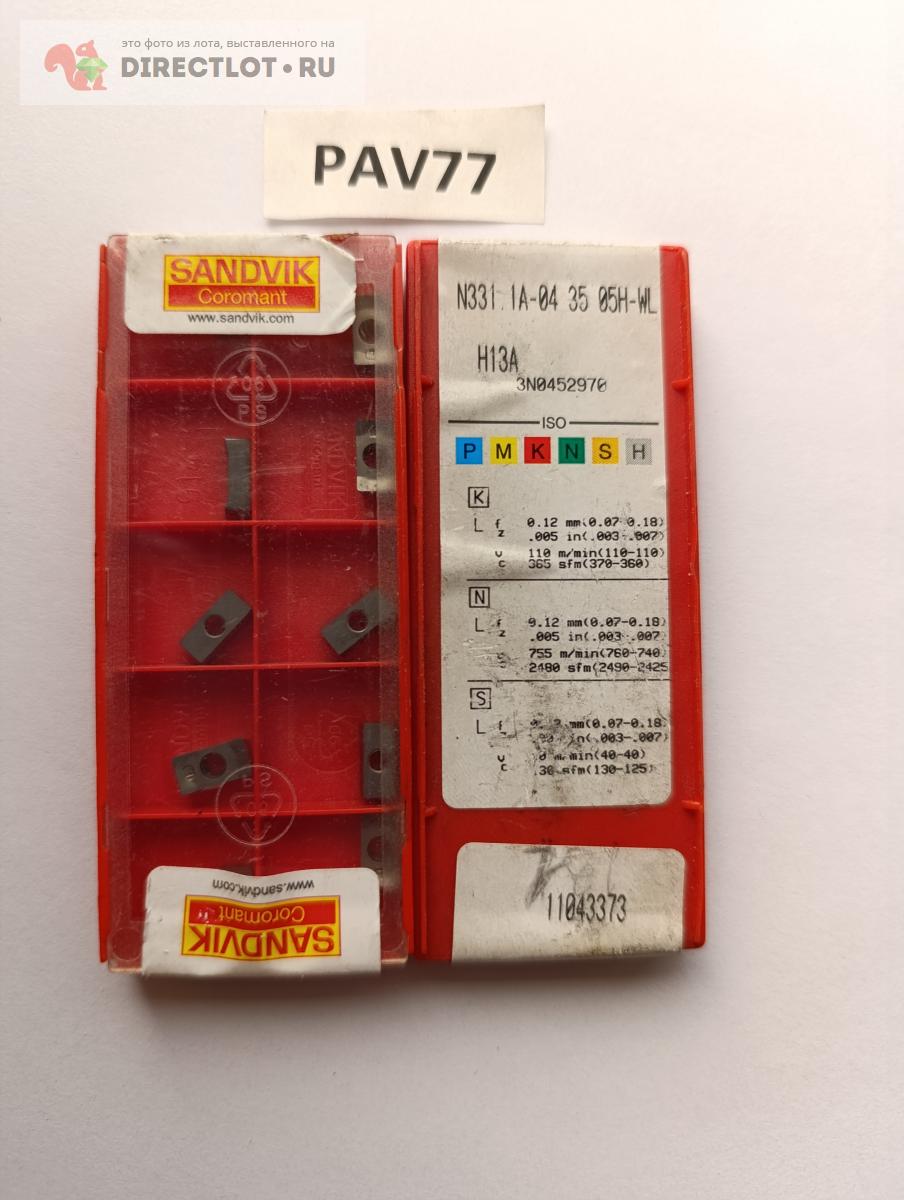 это фото из лота, выставленного на
DIRECTLOT•RU
PAV77
SANDVIK
Coromant
www.sandvik.com
06
PS
PS
www.sandvik.com
Coromant
SANDVIK
N331.1A-04 35 05H-WL
H13A
3N0452970
ISO
P M K N S H
K
L fz 0.12 mm(0.07-0.18)
.005 in(.003-.007)
vc 110 m/min(110-110)
365 sfm(370-360)
N
L fz 0.12 mm(0.07-0.18)
.005 in(.003-.007
755 m/min(760-740)
2480 sfm(2490-2425
S
L mm(0.07-0.18
in(.003-.007)
vc m/min(40-40)
sfm(130-125)
11043373